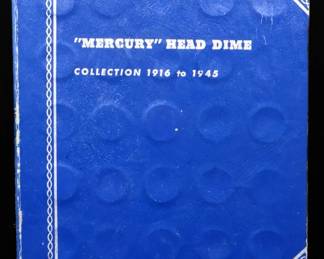 "MERCURY" HEAD DIME
COLLECTION 1916 to 1945